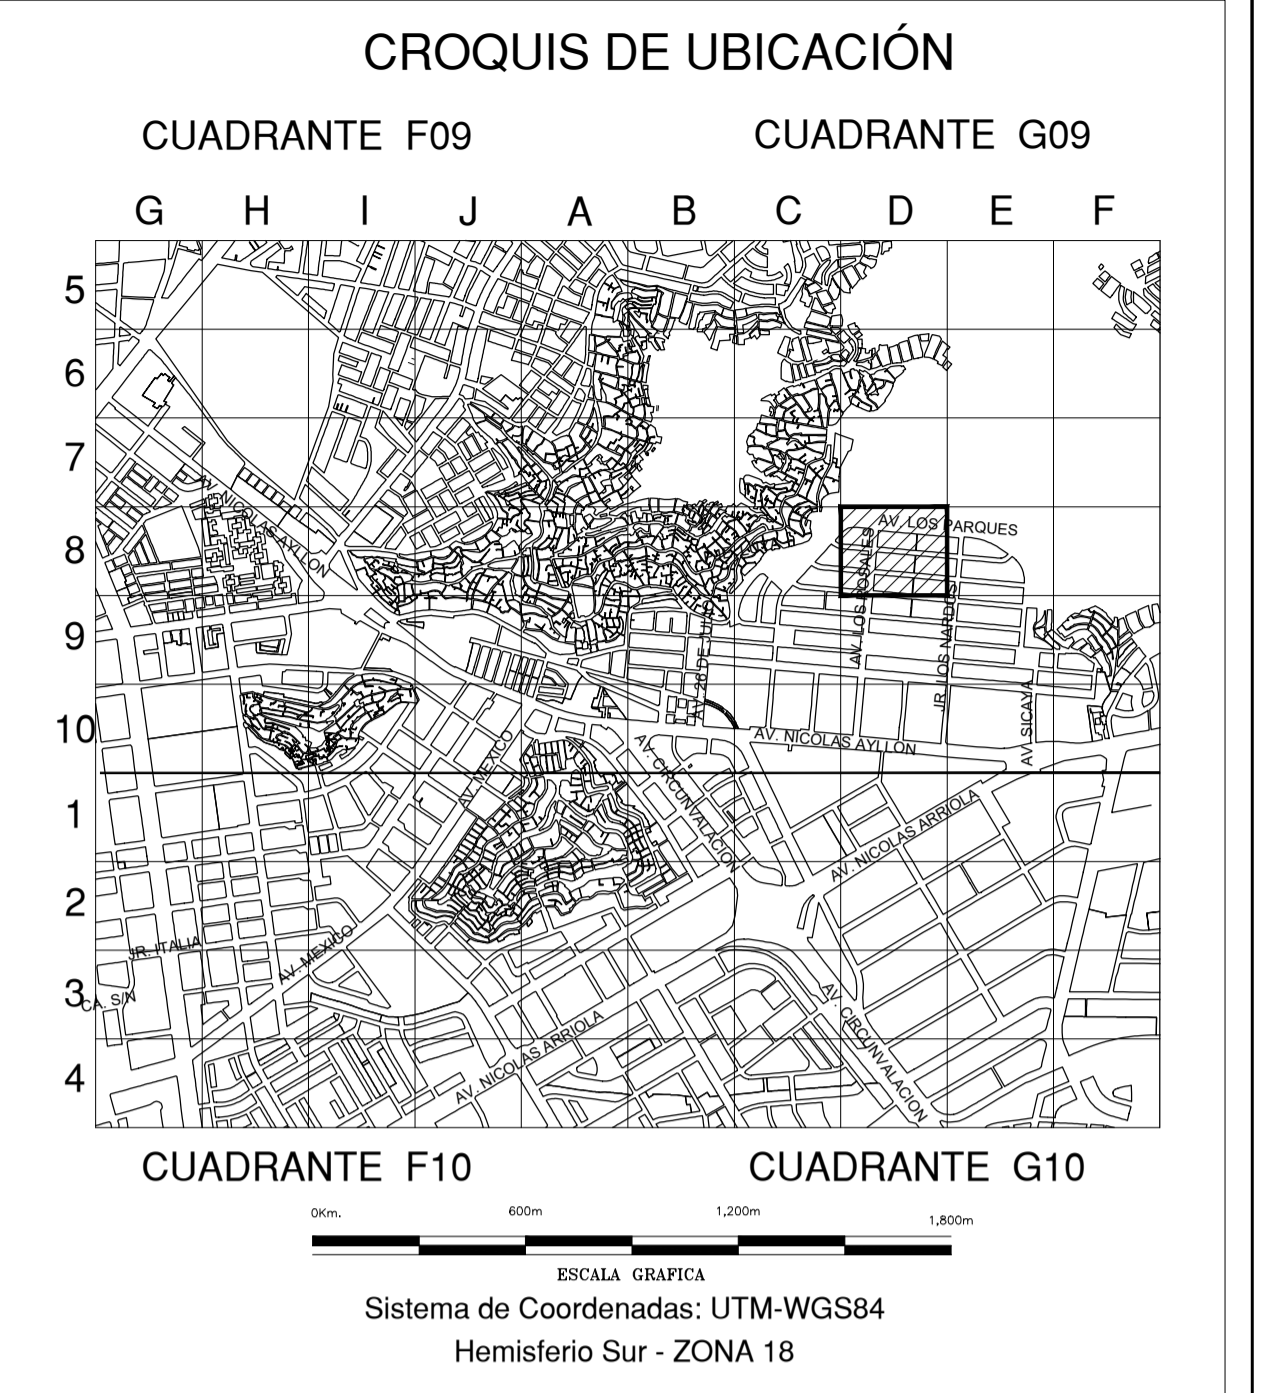 CROQUIS DE UBICACIÓN
CUADRANTE F09
CUADRANTE G09
G H I J A B C D E F
5
6
7
8
9
10
1
2
3
4
AV. NICOLAS AYLLON
AV. LOS PARQUES
AV. LOS ROSALES
JR. LOS NARDOS
AV. 28 DE JULIO
AV. SICAYA
AV. NICOLAS AYLLON
AV. MEXICO
AV. CIRCUNVALACION
AV. NICOLAS ARRIOLA
JR. ITALIA
AV. MEXICO
CA. S/N
AV. NICOLAS ARRIOLA
AV. CIRCUNVALACION
CUADRANTE F10
CUADRANTE G10
0Km. 600m 1,200m 1,800m
ESCALA GRAFICA
Sistema de Coordenadas: UTM-WGS84
Hemisferio Sur - ZONA 18